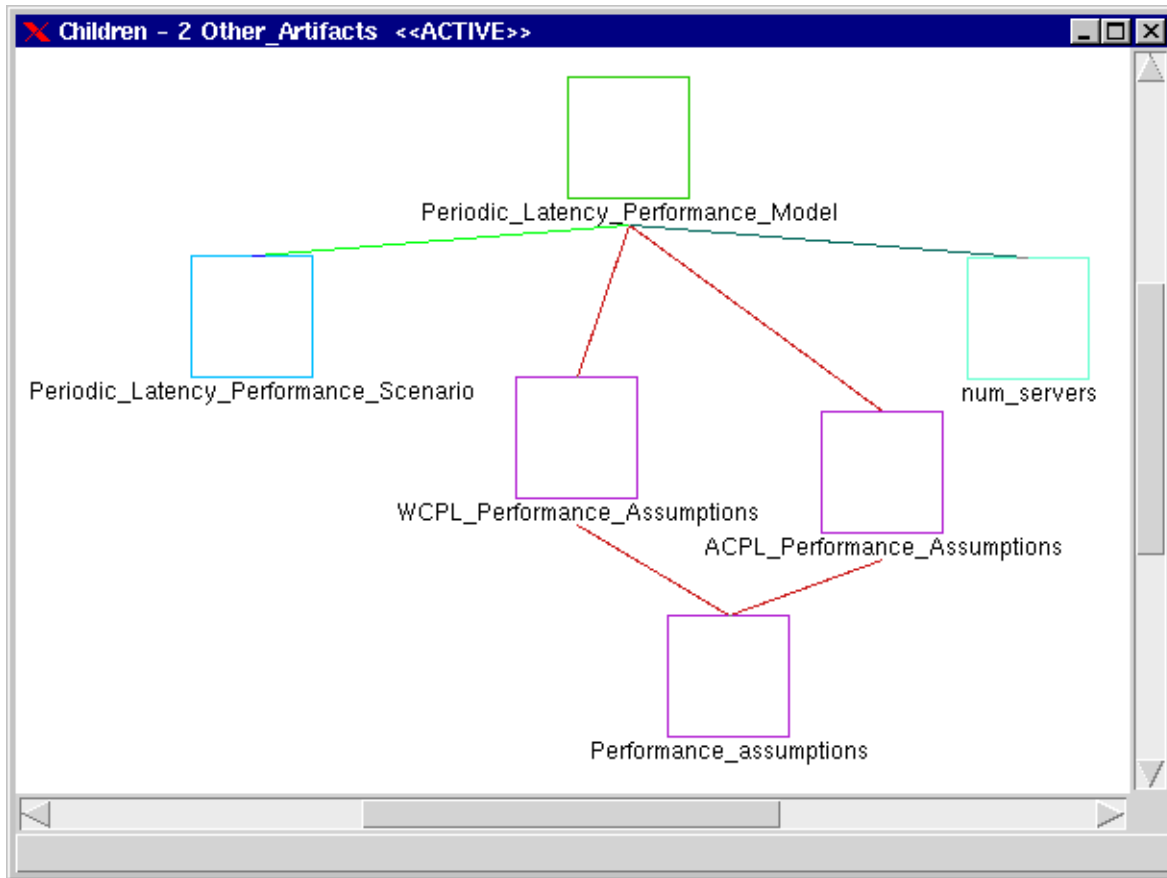 Children - 2 Other_Artifacts <<ACTIVE>>
Periodic_Latency_Performance_Model
Periodic_Latency_Performance_Scenario
num_servers
WCPL_Performance_Assumptions
ACPL_Performance_Assumptions
Performance_assumptions